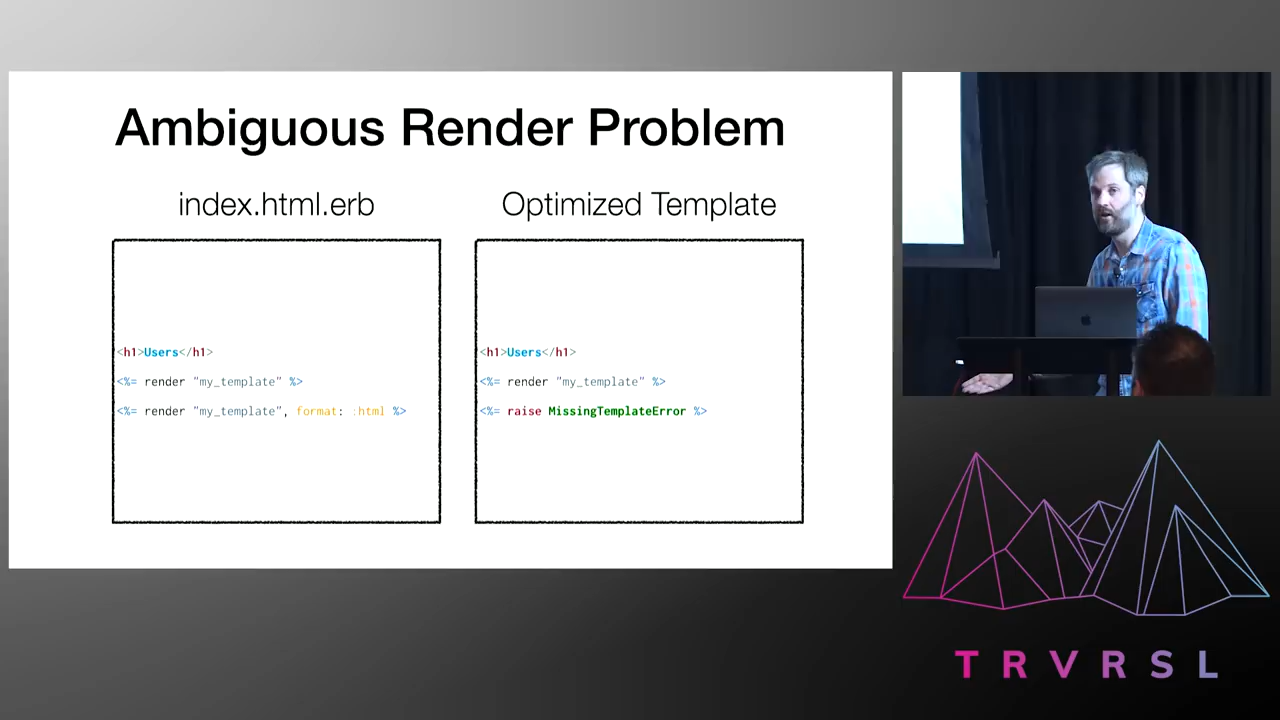 Ambiguous Render Problem
index.html.erb
<h1>Users</h1>
<%= render "my_template" %>
<%= render "my_template", format: :html %>
Optimized Template
<h1>Users</h1>
<%= render "my_template" %>
<%= raise MissingTemplateError %>
TRVRSL